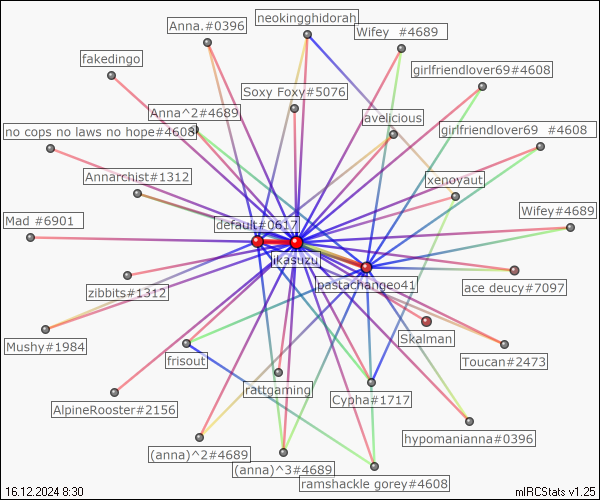 neokingghidorah
Anna.#0396
Wifey  #4689
fakedingo
girlfriendlover69#4608
Soxy Foxy#5076
Anna^2#4689
avelicious
no cops no laws no hope#4608
girlfriendlover69  #4608
Annarchist#1312
xenoyaut
Wifey#4689
Mad #6901
default#0617
ikasuzu
pastachangeo41
zibbits#1312
ace deucy#7097
Skalman
Mushy#1984
frisout
Toucan#2473
rattgaming
Cypha#1717
AlpineRooster#2156
hypomanianna#0396
(anna)^2#4689
(anna)^3#4689
ramshackle gorey#4608
16.12.2024 8:30
mIRCStats v1.25